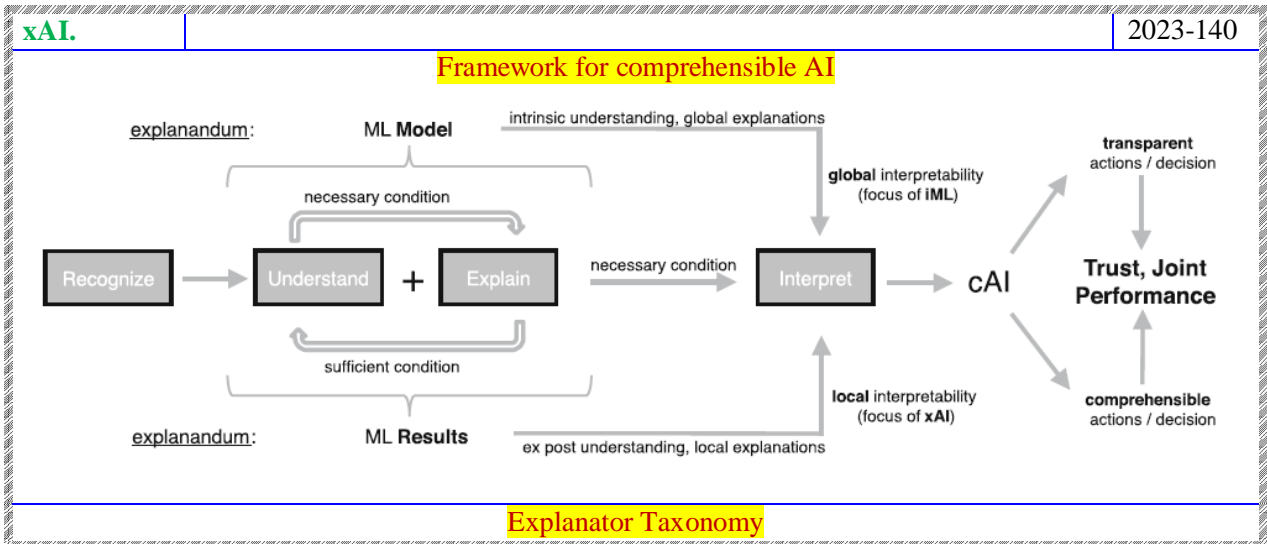 xAI.
2023-140
Framework for comprehensible AI
explanandum:
ML Model
intrinsic understanding, global explanations
transparent
actions / decision
global interpretability
(focus of iML)
necessary condition
Recognize
Understand
+
Explain
necessary condition
Interpret
cAI
Trust, Joint
Performance
sufficient condition
local interpretability
(focus of xAI)
comprehensible
actions / decision
explanandum:
ML Results
ex post understanding, local explanations
Explanator Taxonomy